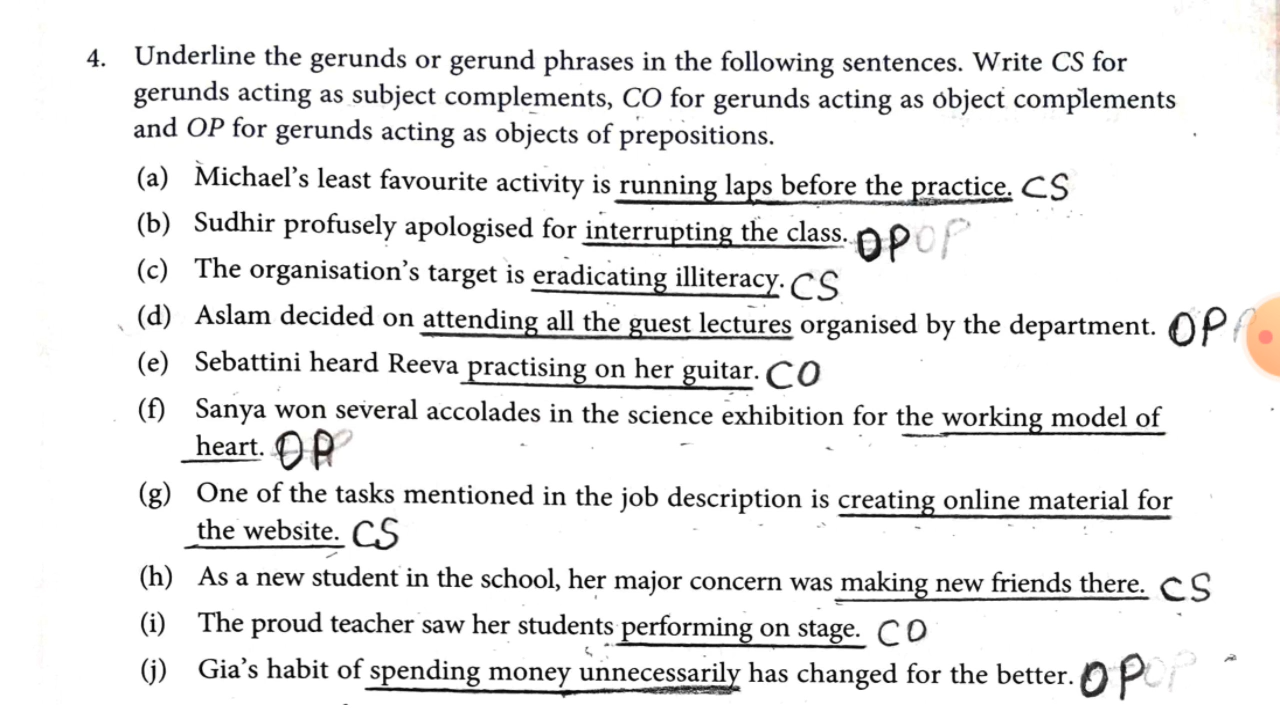 4. Underline the gerunds or gerund phrases in the following sentences. Write CS for
gerunds acting as subject complements, CO for gerunds acting as object complements
and OP for gerunds acting as objects of prepositions.
(a) Michael's least favourite activity is running laps before the practice. CS
(b) Sudhir profusely apologised for interrupting the class. OP OP
(c) The organisation's target is eradicating illiteracy. CS
(d) Aslam decided on attending all the guest lectures organised by the department. OP
(e) Sebattini heard Reeva practising on her guitar. CO
(f) Sanya won several accolades in the science exhibition for the working model of
heart. OP
(g) One of the tasks mentioned in the job description is creating online material for
the website. CS
(h) As a new student in the school, her major concern was making new friends there. CS
(i) The proud teacher saw her students performing on stage. CO
(j) Gia's habit of spending money unnecessarily has changed for the better. OP OP